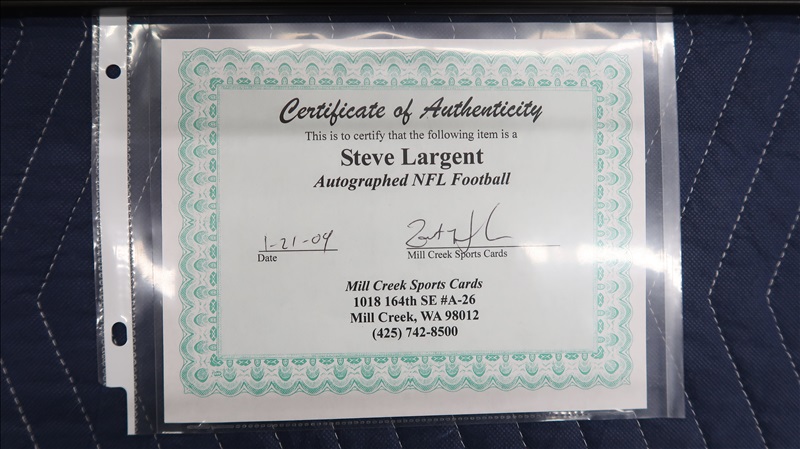 Certificate of Authenticity
This is to certify that the following item is a
Steve Largent
Autographed NFL Football
1-21-04
Date
Mill Creek Sports Cards
Mill Creek Sports Cards
1018 164th SE #A-26
Mill Creek, WA 98012
(425) 742-8500